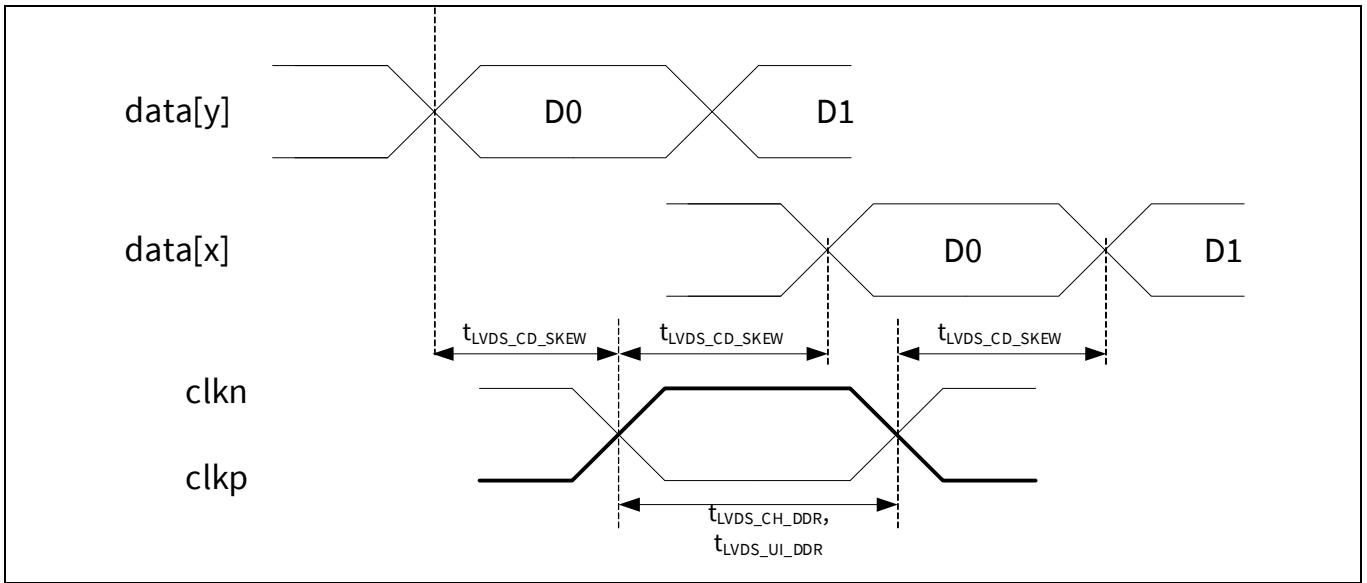 data[y] D0 D1
data[x] D0 D1
tLVDS_CD_SKEW tLVDS_CD_SKEW tLVDS_CD_SKEW
clkn
clkp
tLVDS_CH_DDR,
tLVDS_UI_DDR